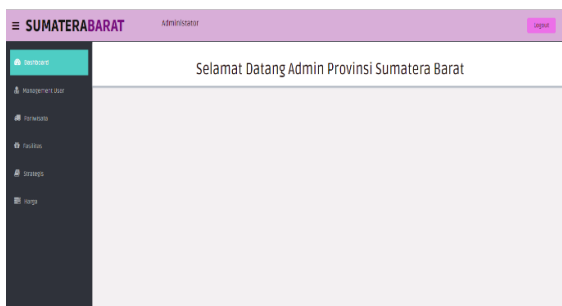 ≡ SUMATERABARAT
Administrator
Logout
Dashboard
Selamat Datang Admin Provinsi Sumatera Barat
Management User
Pariwisata
Fasilitas
Strategis
Harga